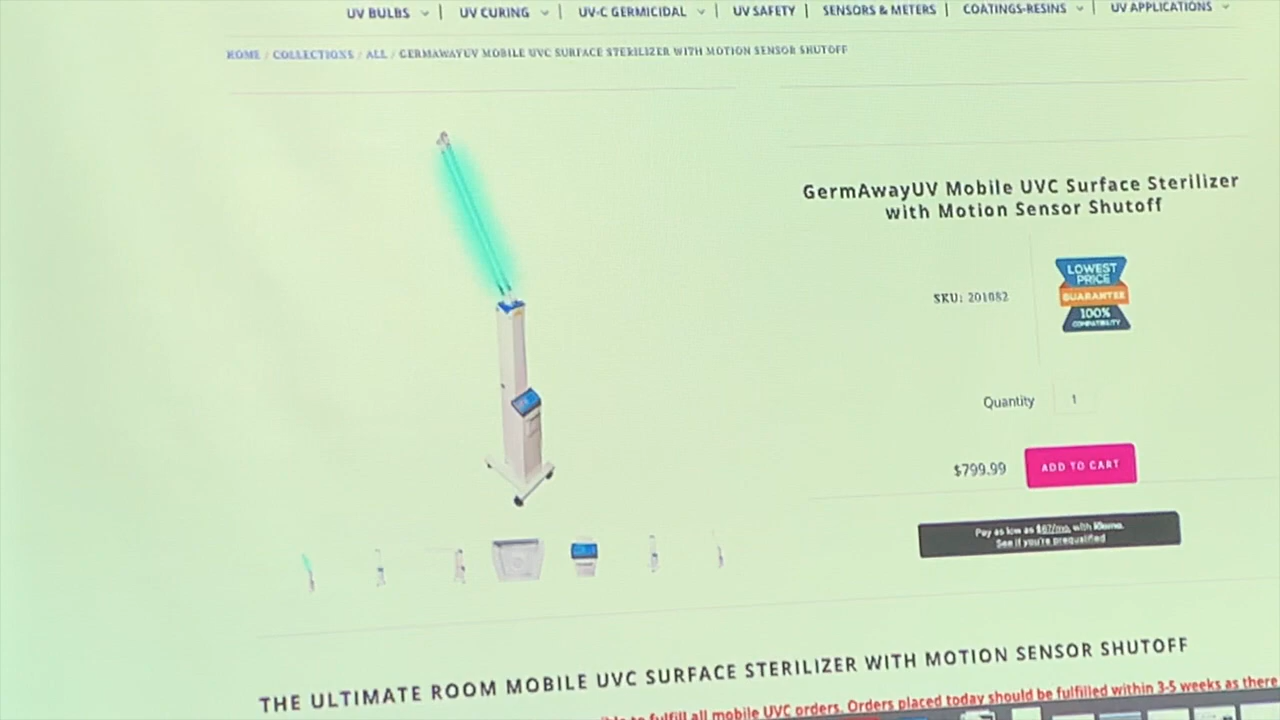 UV BULBS
UV CURING
UV-C GERMICIDAL
UV SAFETY
SENSORS & METERS
COATINGS-RESINS
UV APPLICATIONS
HOME / COLLECTIONS / ALL / GERMAWAYUV MOBILE UVC SURFACE STERILIZER WITH MOTION SENSOR SHUTOFF
GermAwayUV Mobile UVC Surface Sterilizer
with Motion Sensor Shutoff
SKU: 201082
LOWEST
PRICE
GUARANTEE
100%
COMPATIBILITY
Quantity 1
$799.99
ADD TO CART
Pay as low as $67/mo. with Klarna.
See if you're prequalified
THE ULTIMATE ROOM MOBILE UVC SURFACE STERILIZER WITH MOTION SENSOR SHUTOFF
to fulfill all mobile UVC orders. Orders placed today should be fulfilled within 3-5 weeks as there